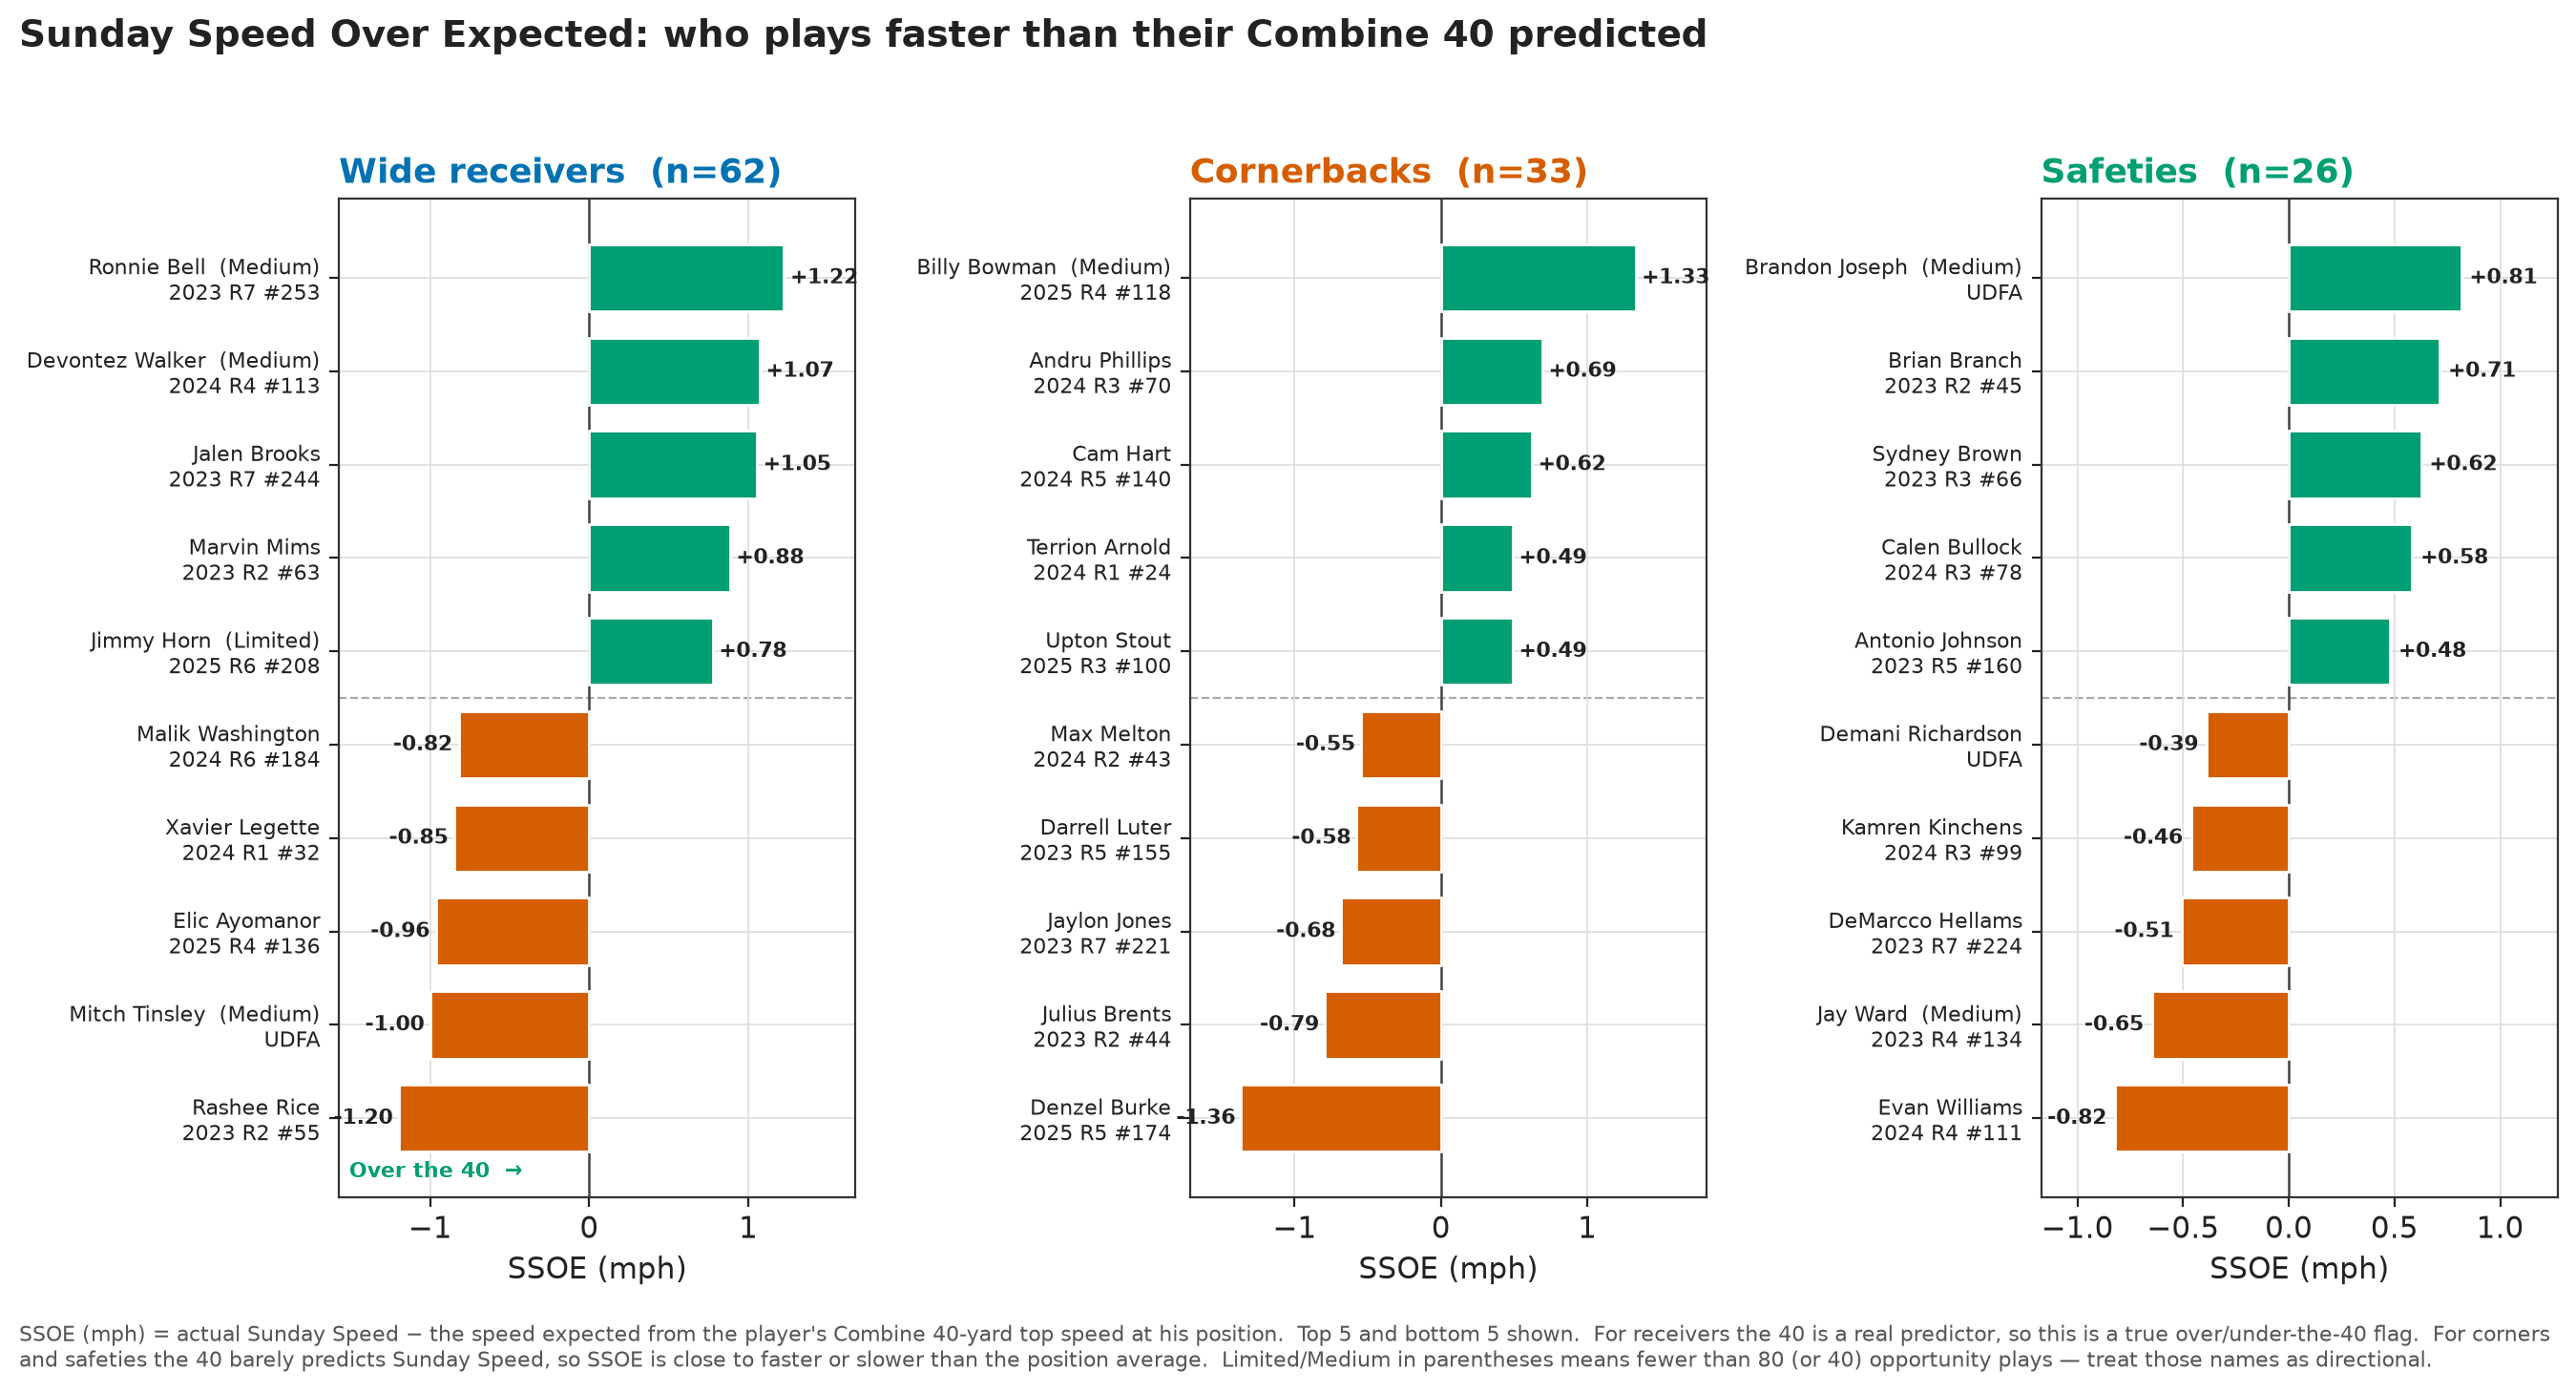 Sunday Speed Over Expected: who plays faster than their Combine 40 predicted
Wide receivers (n=62)
Ronnie Bell (Medium)
2023 R7 #253
+1.22
Devontez Walker (Medium)
2024 R4 #113
+1.07
Jalen Brooks
2023 R7 #244
+1.05
Marvin Mims
2023 R2 #63
+0.88
Jimmy Horn (Limited)
2025 R6 #208
+0.78
Malik Washington
2024 R6 #184
-0.82
Xavier Legette
2024 R1 #32
-0.85
Elic Ayomanor
2025 R4 #136
-0.96
Mitch Tinsley (Medium)
UDFA
-1.00
Rashee Rice
2023 R2 #55
-1.20
Over the 40 →
−1 0 1
SSOE (mph)
Cornerbacks (n=33)
Billy Bowman (Medium)
2025 R4 #118
+1.33
Andru Phillips
2024 R3 #70
+0.69
Cam Hart
2024 R5 #140
+0.62
Terrion Arnold
2024 R1 #24
+0.49
Upton Stout
2025 R3 #100
+0.49
Max Melton
2024 R2 #43
-0.55
Darrell Luter
2023 R5 #155
-0.58
Jaylon Jones
2023 R7 #221
-0.68
Julius Brents
2023 R2 #44
-0.79
Denzel Burke
2025 R5 #174
-1.36
−1 0 1
SSOE (mph)
Safeties (n=26)
Brandon Joseph (Medium)
UDFA
+0.81
Brian Branch
2023 R2 #45
+0.71
Sydney Brown
2023 R3 #66
+0.62
Calen Bullock
2024 R3 #78
+0.58
Antonio Johnson
2023 R5 #160
+0.48
Demani Richardson
UDFA
-0.39
Kamren Kinchens
2024 R3 #99
-0.46
DeMarcco Hellams
2023 R7 #224
-0.51
Jay Ward (Medium)
2023 R4 #134
-0.65
Evan Williams
2024 R4 #111
-0.82
−1.0 −0.5 0.0 0.5 1.0
SSOE (mph)
SSOE (mph) = actual Sunday Speed − the speed expected from the player's Combine 40-yard top speed at his position. Top 5 and bottom 5 shown. For receivers the 40 is a real predictor, so this is a true over/under-the-40 flag. For corners
and safeties the 40 barely predicts Sunday Speed, so SSOE is close to faster or slower than the position average. Limited/Medium in parentheses means fewer than 80 (or 40) opportunity plays — treat those names as directional.